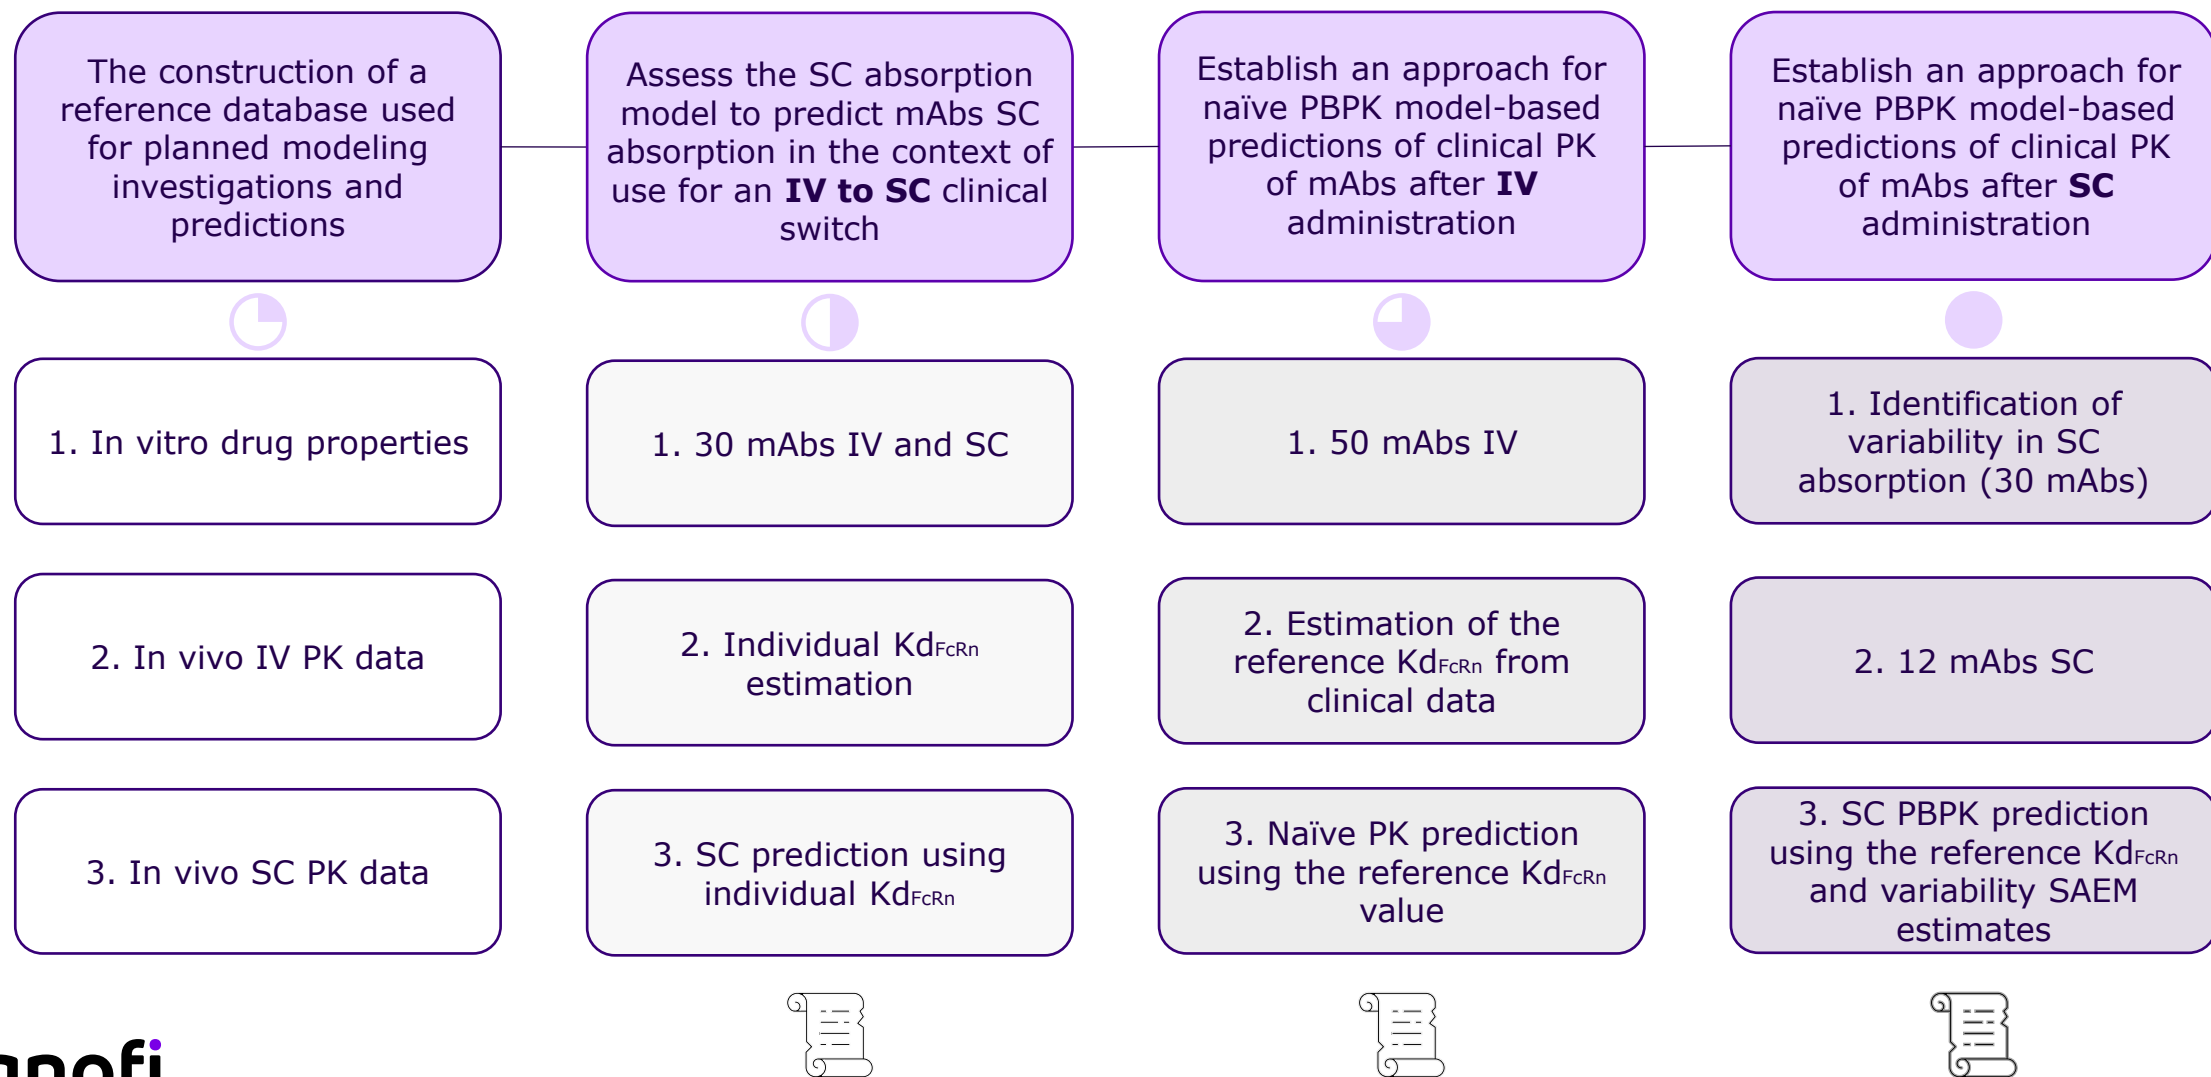 The construction of a
reference database used
for planned modeling
investigations and
predictions
Assess the SC absorption
model to predict mAbs SC
absorption in the context of
use for an IV to SC clinical
switch
Establish an approach for
naïve PBPK model-based
predictions of clinical PK
of mAbs after IV
administration
Establish an approach for
naïve PBPK model-based
predictions of clinical PK
of mAbs after SC
administration
1. In vitro drug properties
1. 30 mAbs IV and SC
1. 50 mAbs IV
1. Identification of
variability in SC
absorption (30 mAbs)
2. In vivo IV PK data
2. Individual KdFcRn
estimation
2. Estimation of the
reference KdFcRn from
clinical data
2. 12 mAbs SC
3. In vivo SC PK data
3. SC prediction using
individual KdFcRn
3. Naïve PK prediction
using the reference KdFcRn
value
3. SC PBPK prediction
using the reference KdFcRn
and variability SAEM
estimates
anofi